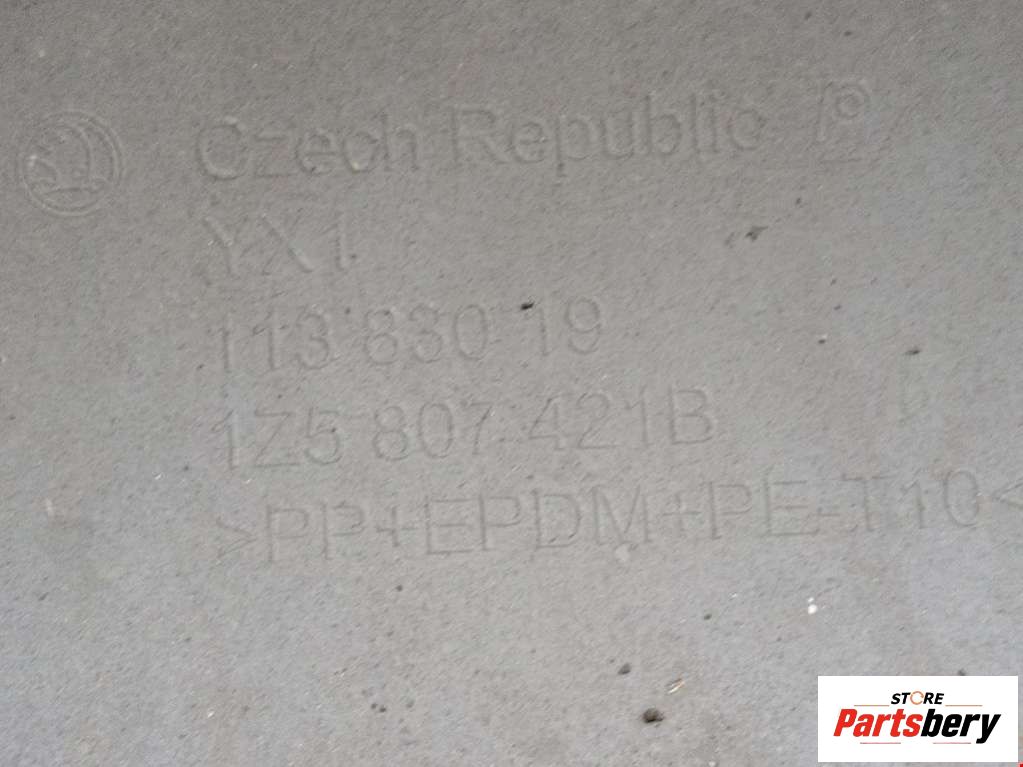 Czech Republic
YX1
113 830 19
1Z5 807 421B
>PP+EPDM+PE-T10<
STORE
Partsbery